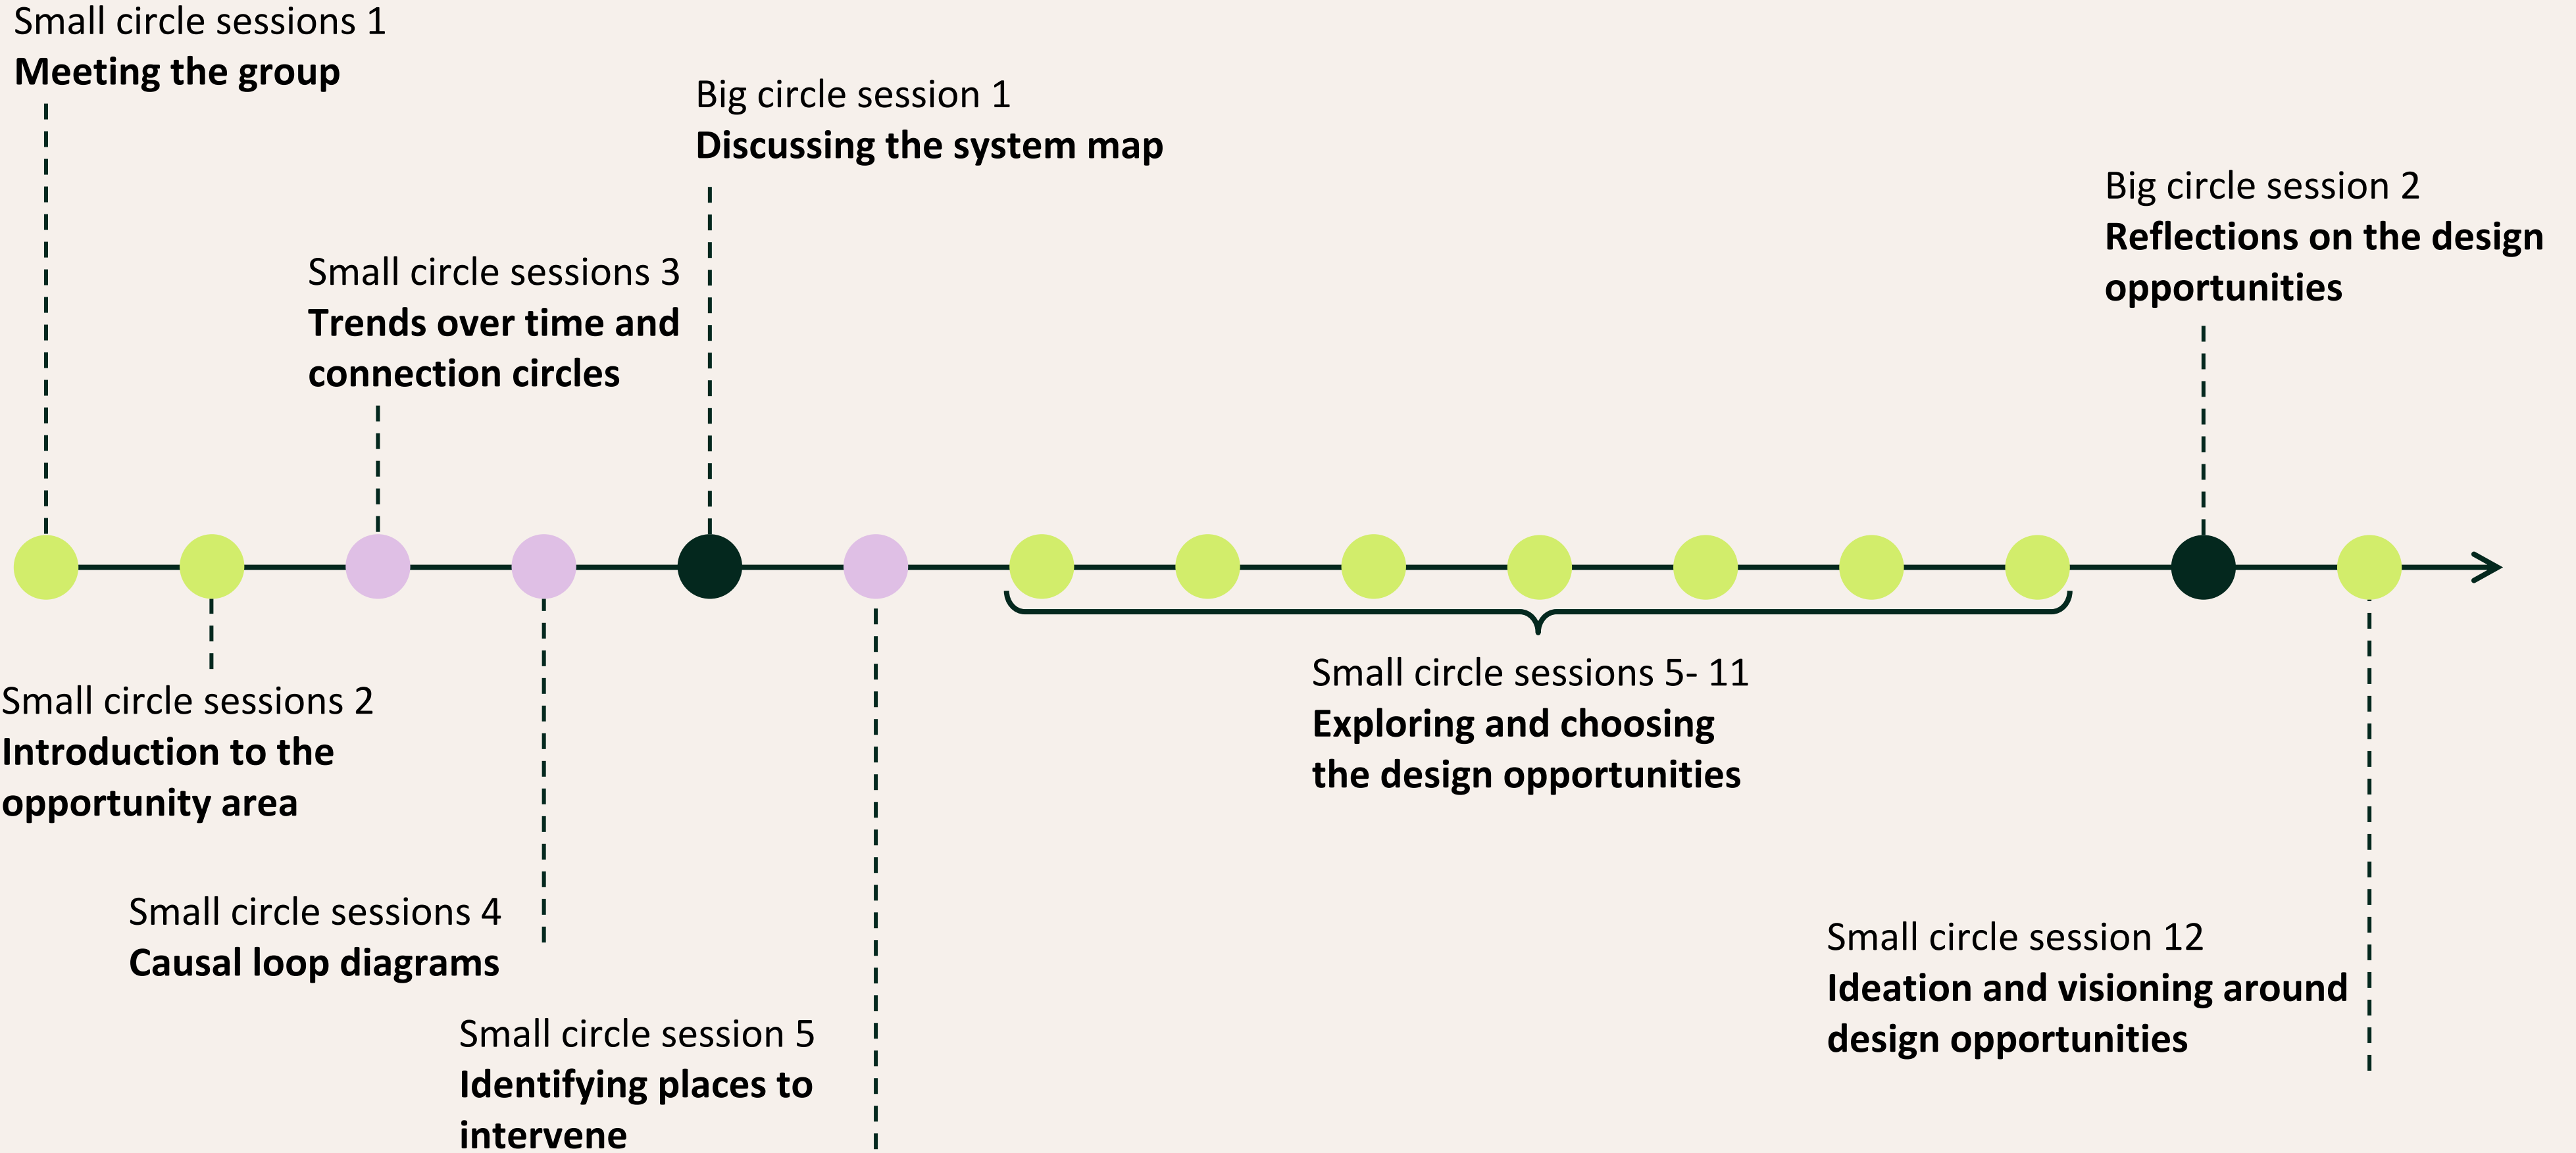 Small circle sessions 1
Meeting the group
Big circle session 1
Discussing the system map
Big circle session 2
Reflections on the design
opportunities
Small circle sessions 3
Trends over time and
connection circles
Small circle sessions 2
Introduction to the
opportunity area
Small circle sessions 5- 11
Exploring and choosing
the design opportunities
Small circle sessions 4
Causal loop diagrams
Small circle session 12
Ideation and visioning around
design opportunities
Small circle session 5
Identifying places to
intervene